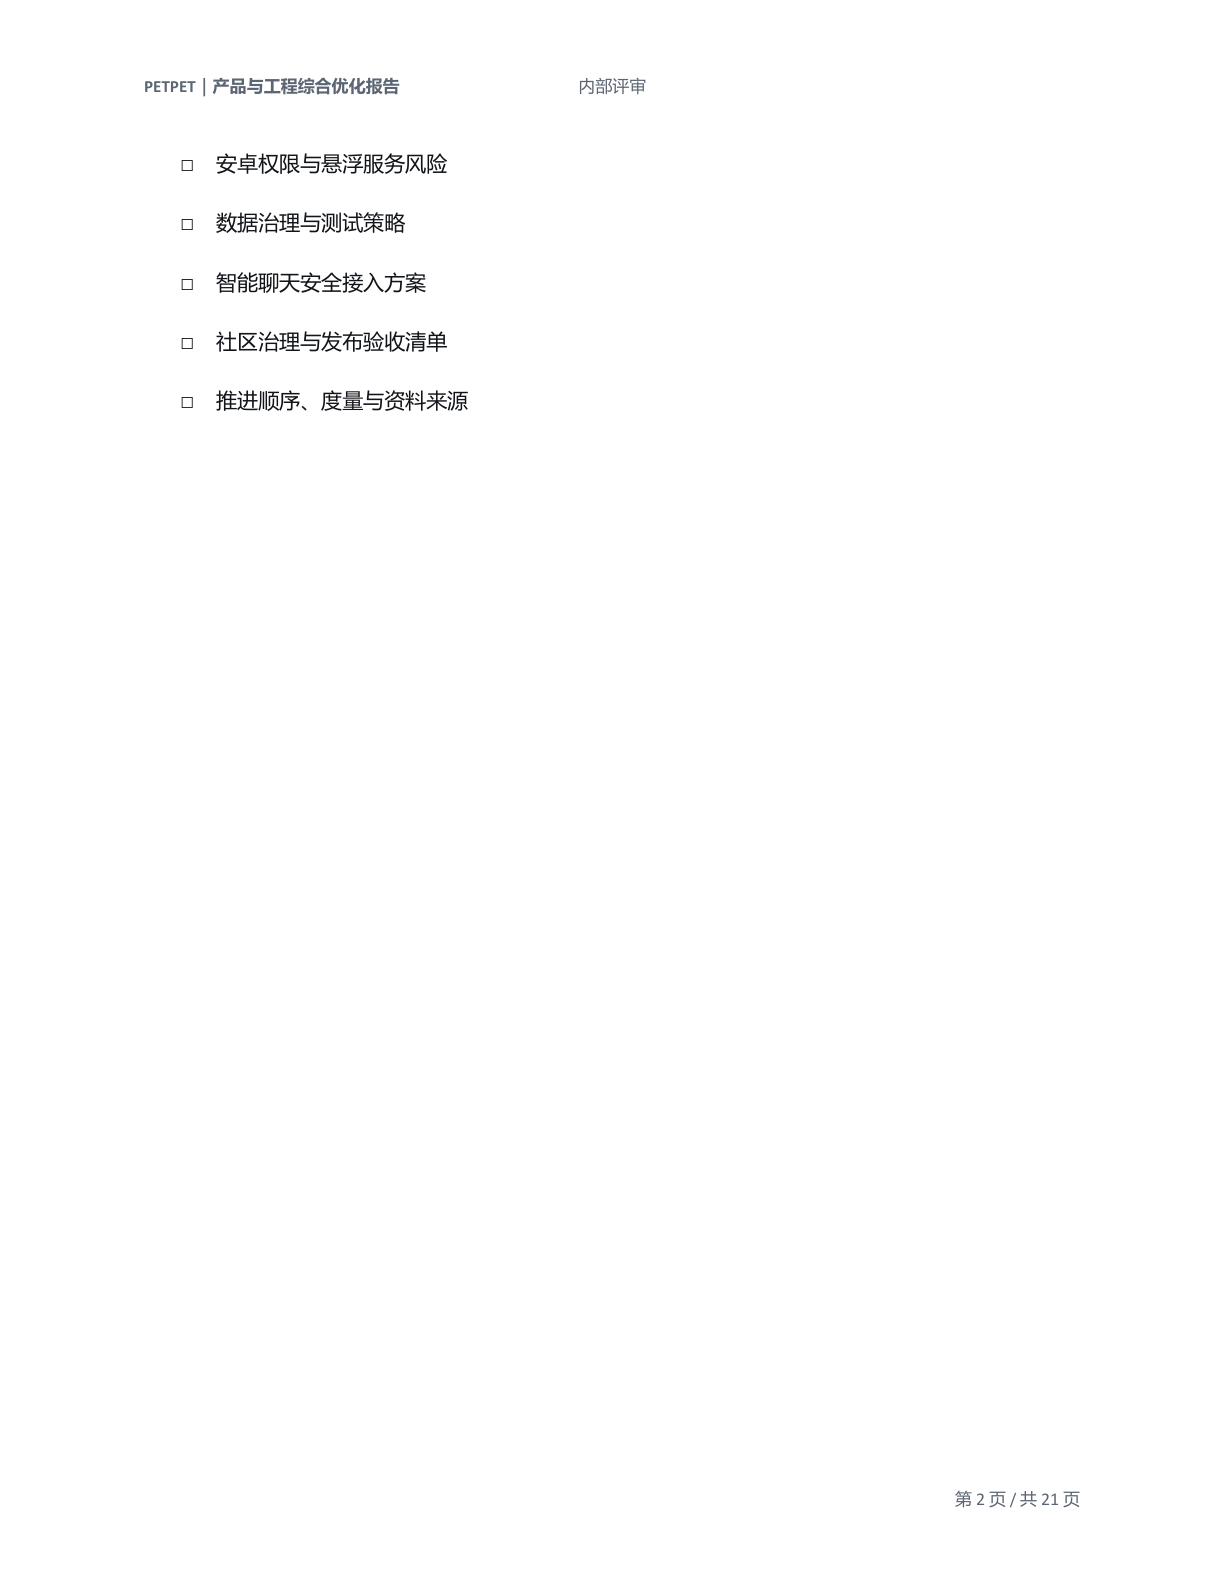 PETPET｜产品与工程综合优化报告 内部评审
□ 安卓权限与悬浮服务风险
□ 数据治理与测试策略
□ 智能聊天安全接入方案
□ 社区治理与发布验收清单
□ 推进顺序、度量与资料来源
第 2 页 / 共 21 页